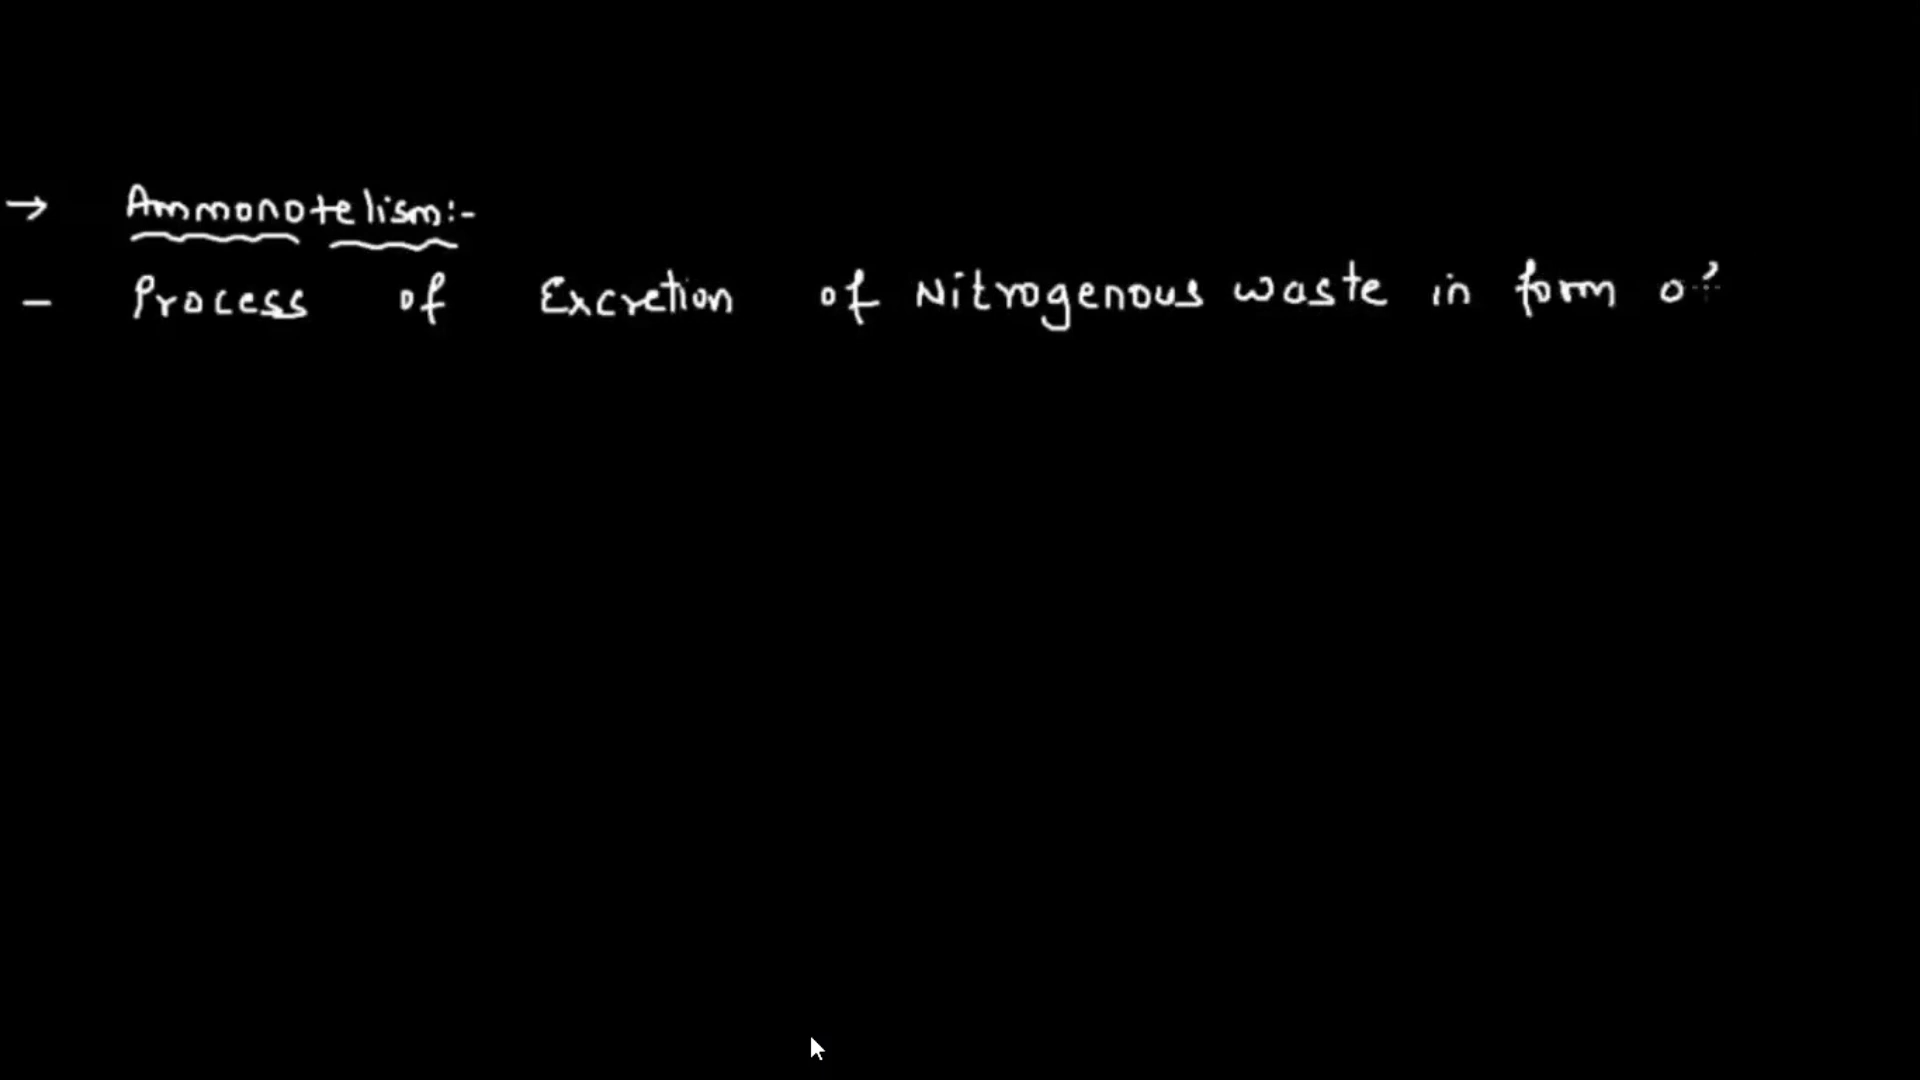 → Ammonotelism:-
- Process of Excretion of Nitrogenous waste in form